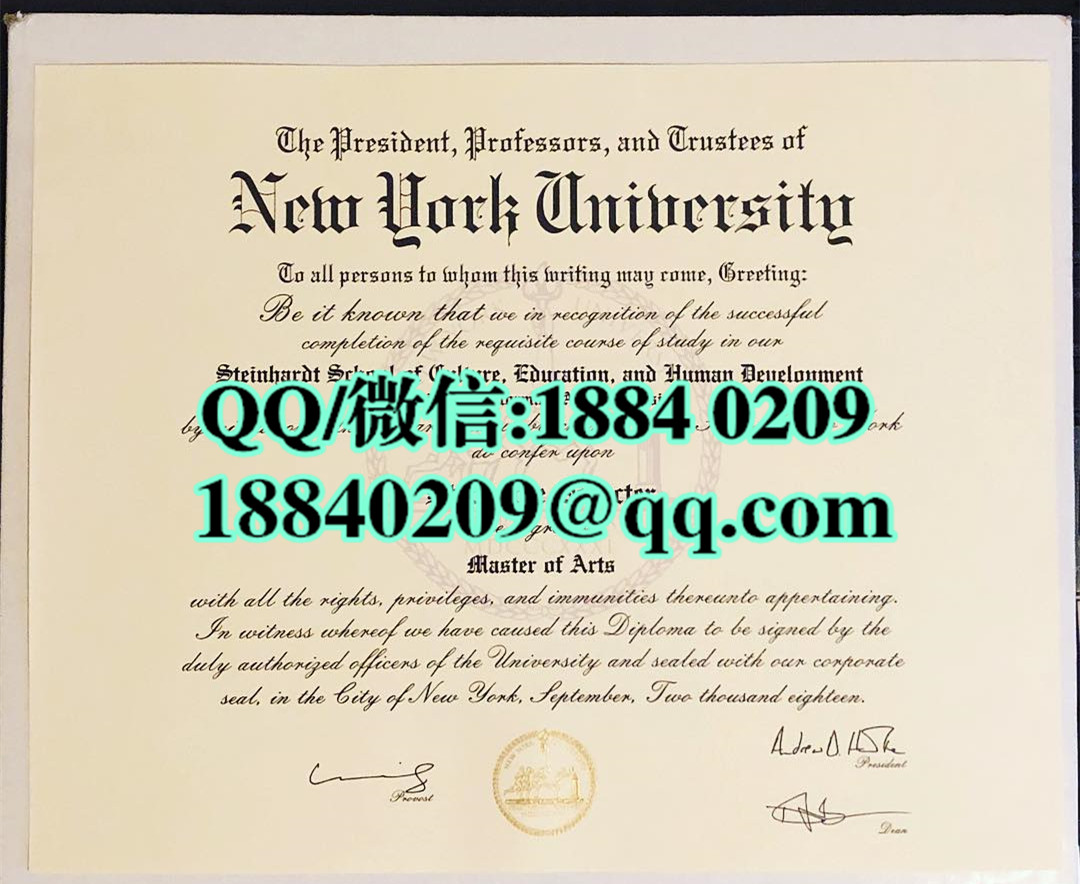 The President, Professors, and Trustees of
New York University
To all persons to whom this writing may come, Greeting:
Be it known that we in recognition of the successful
completion of the requisite course of study in our
Steinhardt School of Culture, Education, and Human Development
QQ/微信:1884 0209
by
do confer upon
18840209@qq.com
MDCCCXXXI
Master of Arts
with all the rights, privileges, and immunities thereunto appertaining.
In witness whereof we have caused this Diploma to be signed by the
duly authorized officers of the University and sealed with our corporate
seal, in the City of New York, September, Two thousand eighteen.
President
Provost
Dean